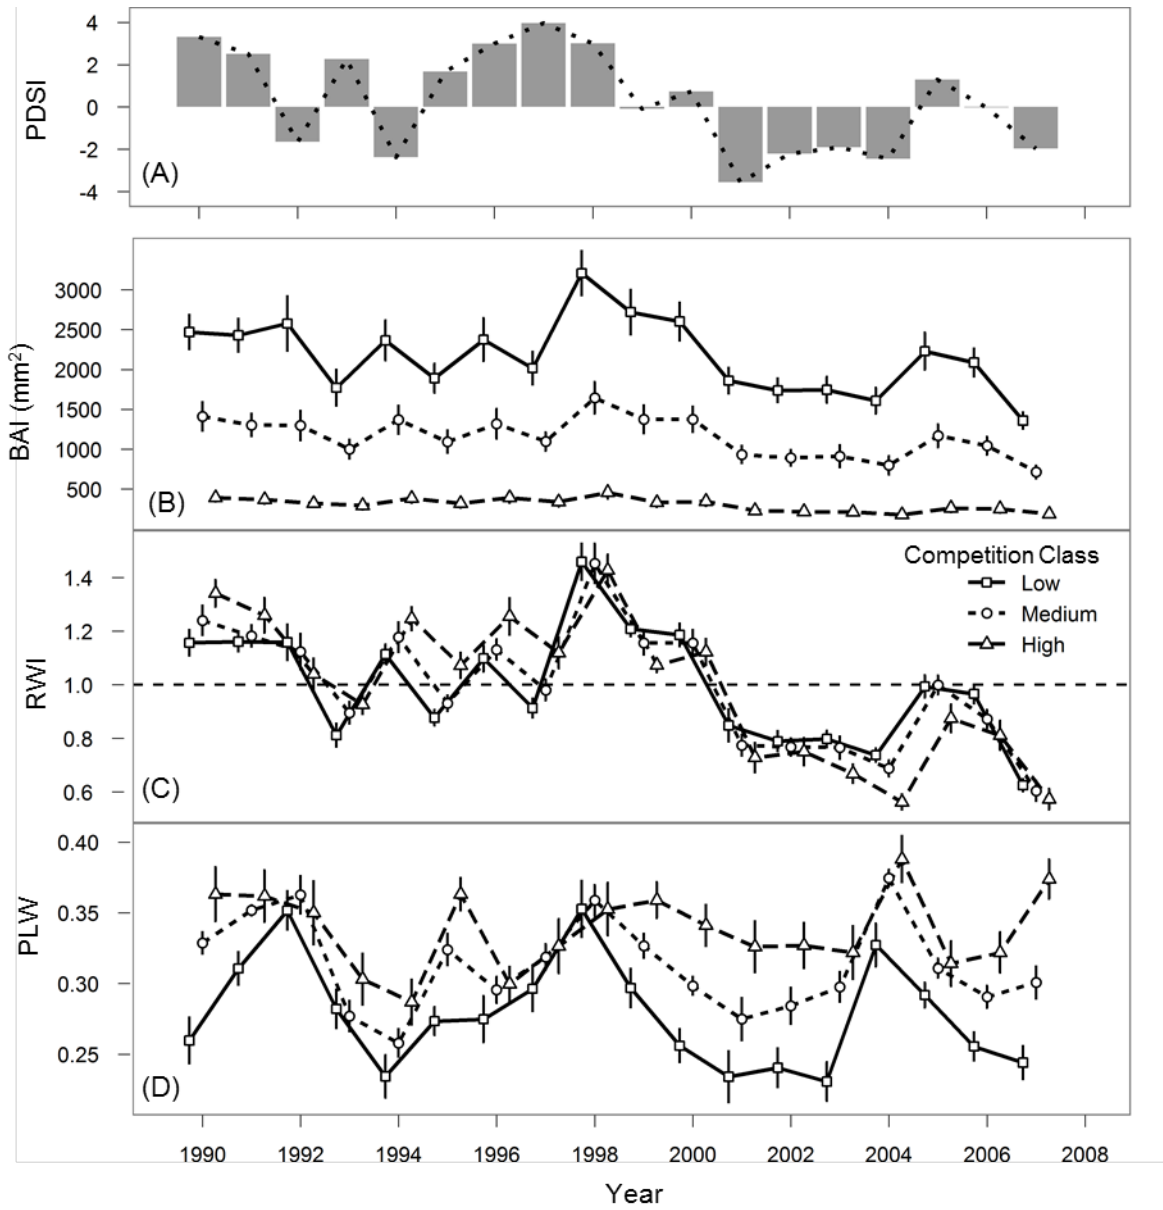 PDSI
4
2
0
-2
-4
(A)
BAI (mm²)
3000
2500
2000
1500
1000
500
(B)
RWI
1.4
1.2
1.0
0.8
0.6
(C)
Competition Class
Low
Medium
High
PLW
0.40
0.35
0.30
0.25
(D)
1990 1992 1994 1996 1998 2000 2002 2004 2006 2008
Year